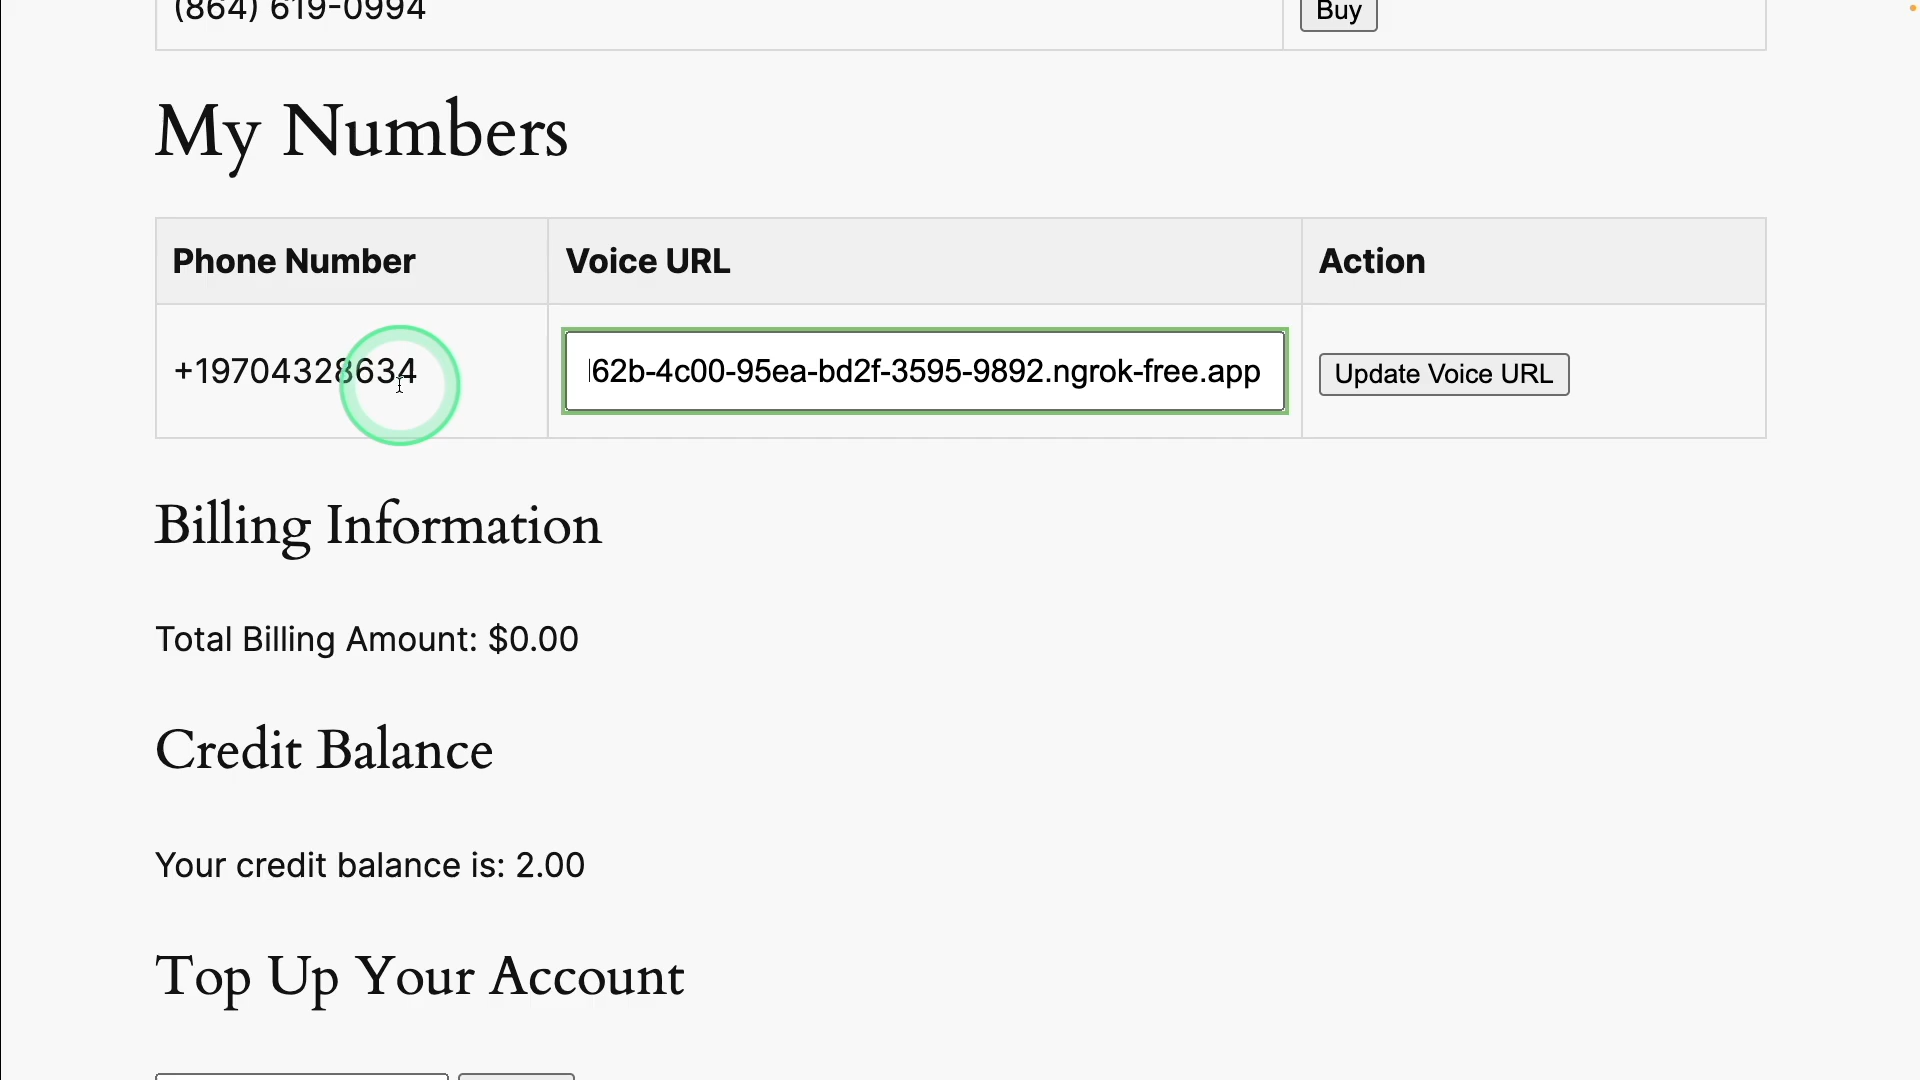 (864) 619-0994
Buy
My Numbers
Phone Number
Voice URL
Action
+19704328634
62b-4c00-95ea-bd2f-3595-9892.ngrok-free.app
Update Voice URL
Billing Information
Total Billing Amount: $0.00
Credit Balance
Your credit balance is: 2.00
Top Up Your Account